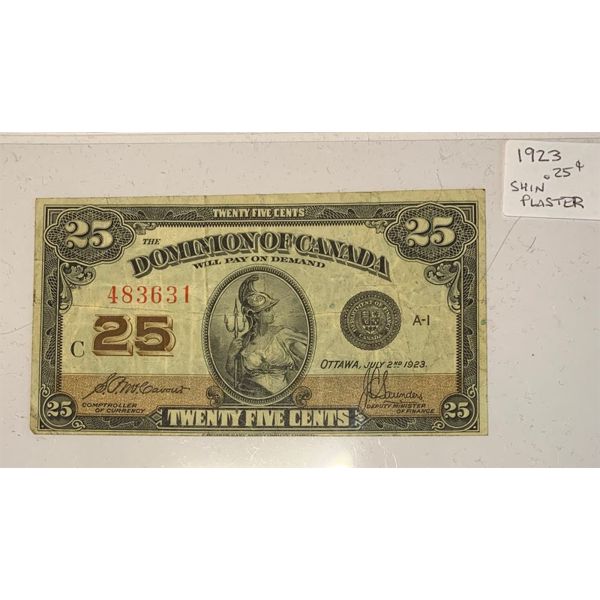 1923
.25¢
SHIN
PLASTER
TWENTY FIVE CENTS
25
25
THE
DOMINION OF CANADA
WILL PAY ON DEMAND
483631
A-1
C 25
OTTAWA, JULY 2ND 1923.
COMPTROLLER
OF CURRENCY
J.C. Saunders
DEPUTY MINISTER
OF FINANCE
25
TWENTY FIVE CENTS
25